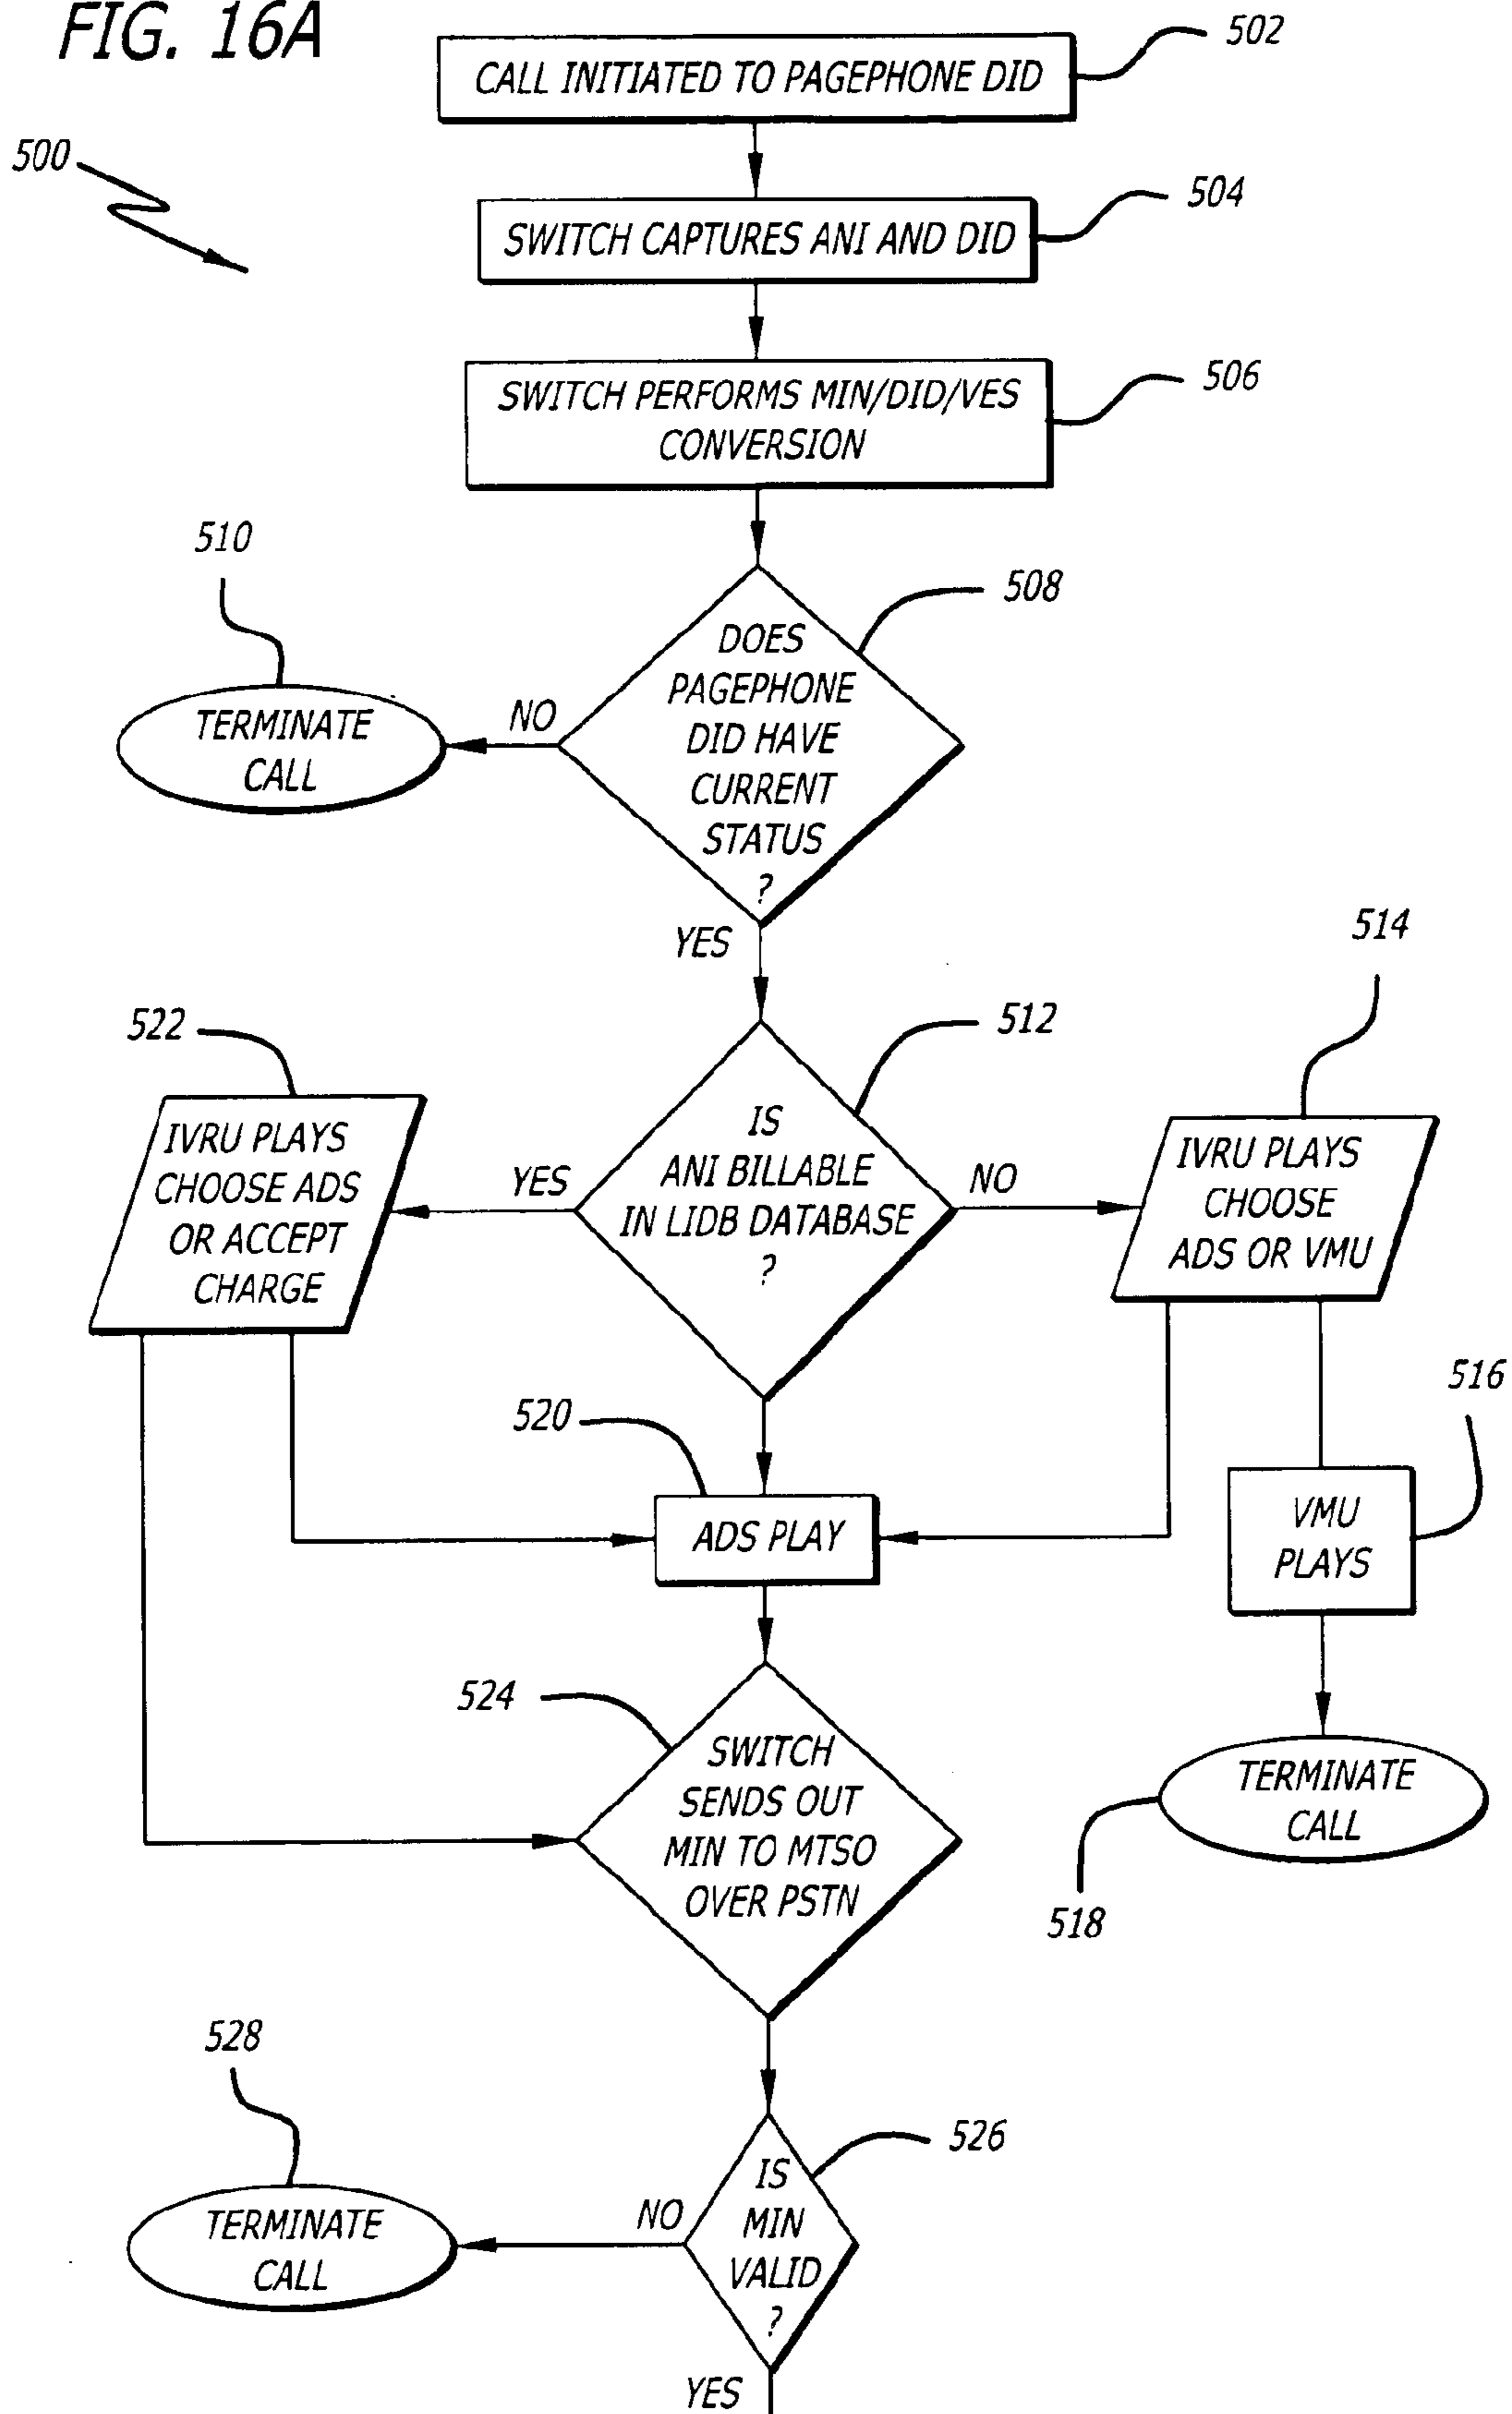 FIG. 16A
502
CALL INITIATED TO PAGEPHONE DID
500
504
SWITCH CAPTURES ANI AND DID
506
SWITCH PERFORMS MIN/DID/VES
CONVERSION
510
508
DOES
PAGEPHONE
DID HAVE
CURRENT
STATUS
?
NO
TERMINATE
CALL
YES
514
522
512
IS
ANI BILLABLE
IN LIDB DATABASE
?
YES
NO
IVRU PLAYS
CHOOSE ADS
OR ACCEPT
CHARGE
IVRU PLAYS
CHOOSE
ADS OR VMU
516
520
ADS PLAY
VMU
PLAYS
524
SWITCH
SENDS OUT
MIN TO MTSO
OVER PSTN
TERMINATE
CALL
518
528
526
IS
MIN
VALID
?
NO
TERMINATE
CALL
YES